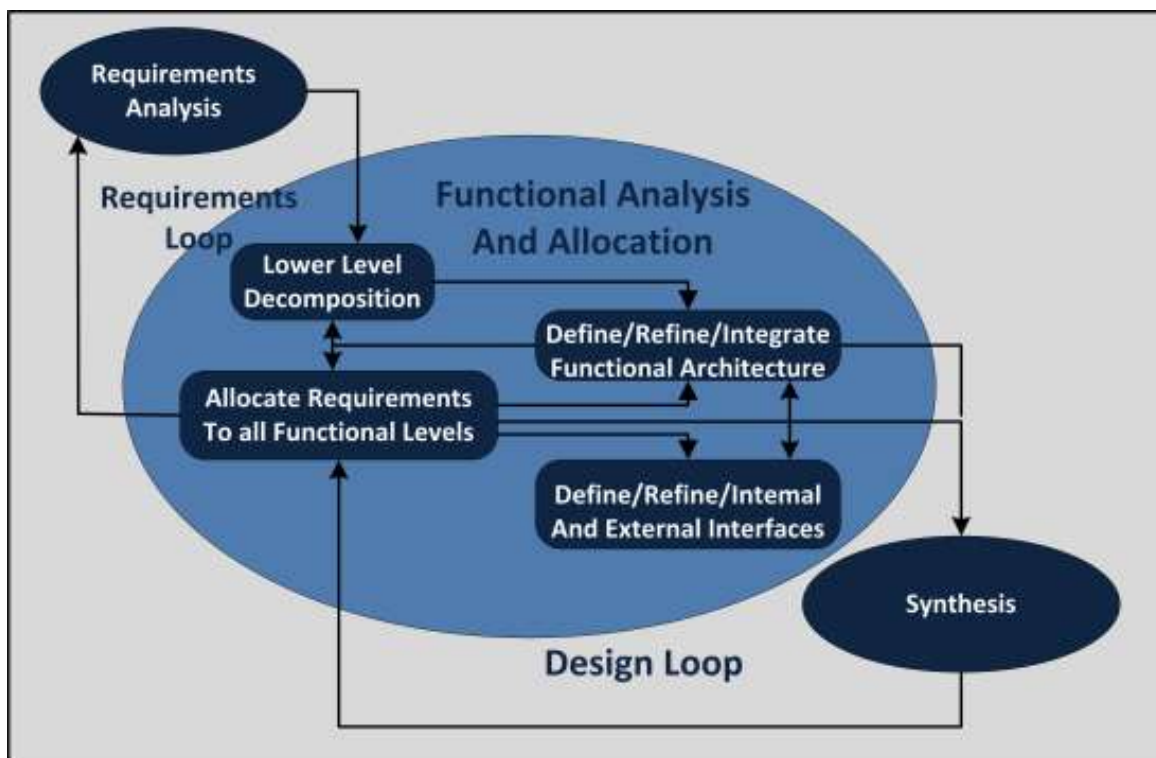 Requirements
Analysis
Requirements
Loop
Functional Analysis
And Allocation
Lower Level
Decomposition
Define/Refine/Integrate
Functional Architecture
Allocate Requirements
To all Functional Levels
Define/Refine/Intemal
And External Interfaces
Synthesis
Design Loop